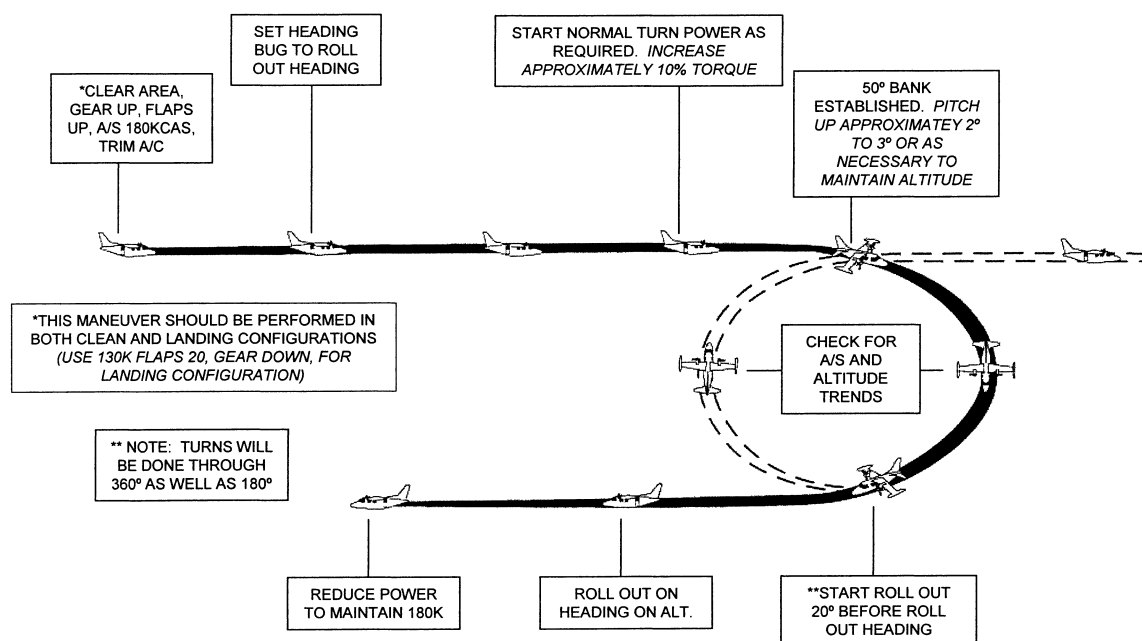 *CLEAR AREA,
GEAR UP, FLAPS
UP, A/S 180KCAS,
TRIM A/C
SET HEADING
BUG TO ROLL
OUT HEADING
START NORMAL TURN POWER AS
REQUIRED. INCREASE
APPROXIMATELY 10% TORQUE
50º BANK
ESTABLISHED. PITCH
UP APPROXIMATEY 2º
TO 3º OR AS
NECESSARY TO
MAINTAIN ALTITUDE
*THIS MANEUVER SHOULD BE PERFORMED IN
BOTH CLEAN AND LANDING CONFIGURATIONS
(USE 130K FLAPS 20, GEAR DOWN, FOR
LANDING CONFIGURATION)
CHECK FOR
A/S AND
ALTITUDE
TRENDS
** NOTE: TURNS WILL
BE DONE THROUGH
360º AS WELL AS 180º
REDUCE POWER
TO MAINTAIN 180K
ROLL OUT ON
HEADING ON ALT.
**START ROLL OUT
20º BEFORE ROLL
OUT HEADING